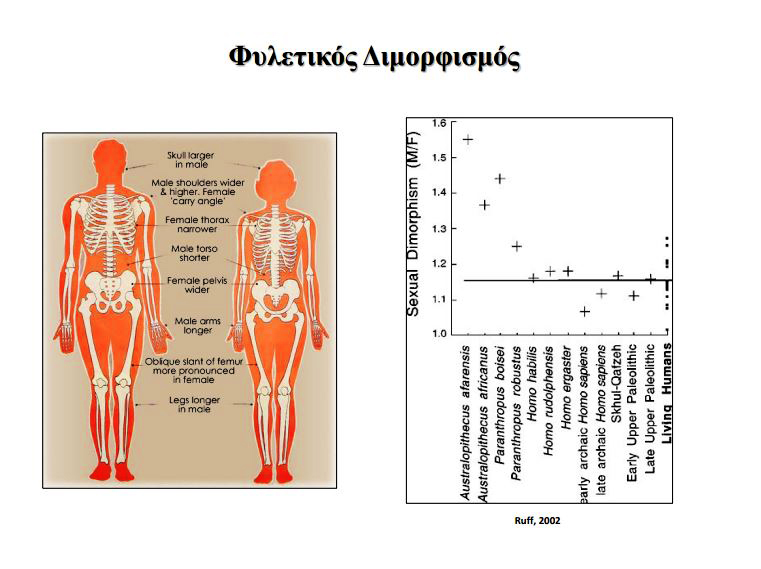 Φυλετικός Διμορφισμός
Skull larger
in male
Male shoulders wider
& higher. Female
'carry angle'
Female thorax
narrower
Male torso
shorter
Female pelvis
wider
Male arms
longer
Oblique slant of femur
more pronounced
in female
Legs longer
in male
Sexual Dimorphism (M/F)
1.6
1.5
1.4
1.3
1.2
1.1
1.0
Australopithecus afarensis
Australopithecus africanus
Paranthropus boisei
Paranthropus robustus
Homo habilis
Homo rudolphensis
Homo ergaster
early archaic Homo sapiens
late archaic Homo sapiens
Skhul-Qatzeh
Early Upper Paleolithic
Late Upper Paleolithic
Living Humans
Ruff, 2002